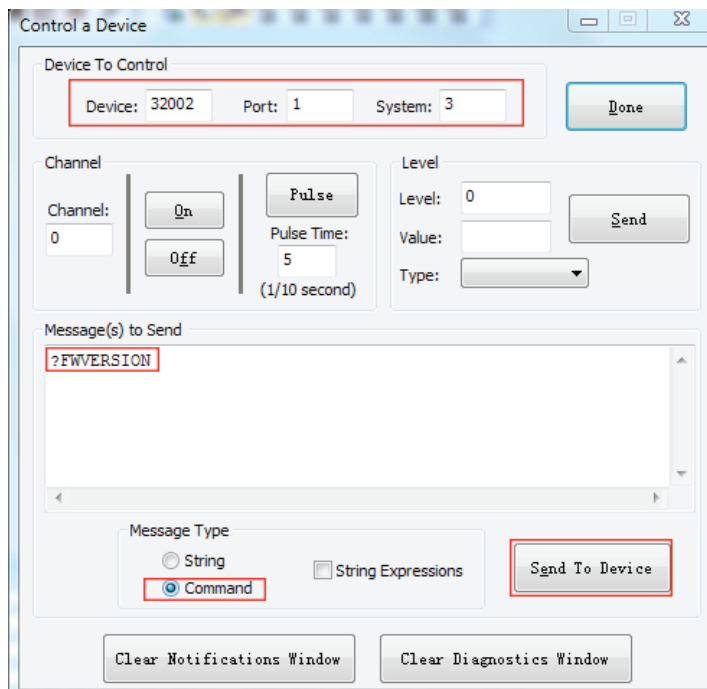 Control a Device
Device To Control
Device: 32002 Port: 1 System: 3
Done
Channel
Channel:
0
On
Off
Pulse
Pulse Time:
5
(1/10 second)
Level
Level: 0
Value:
Type:
Send
Message(s) to Send
?FWVERSION
Message Type
String
Command
String Expressions
Send To Device
Clear Notifications Window
Clear Diagnostics Window